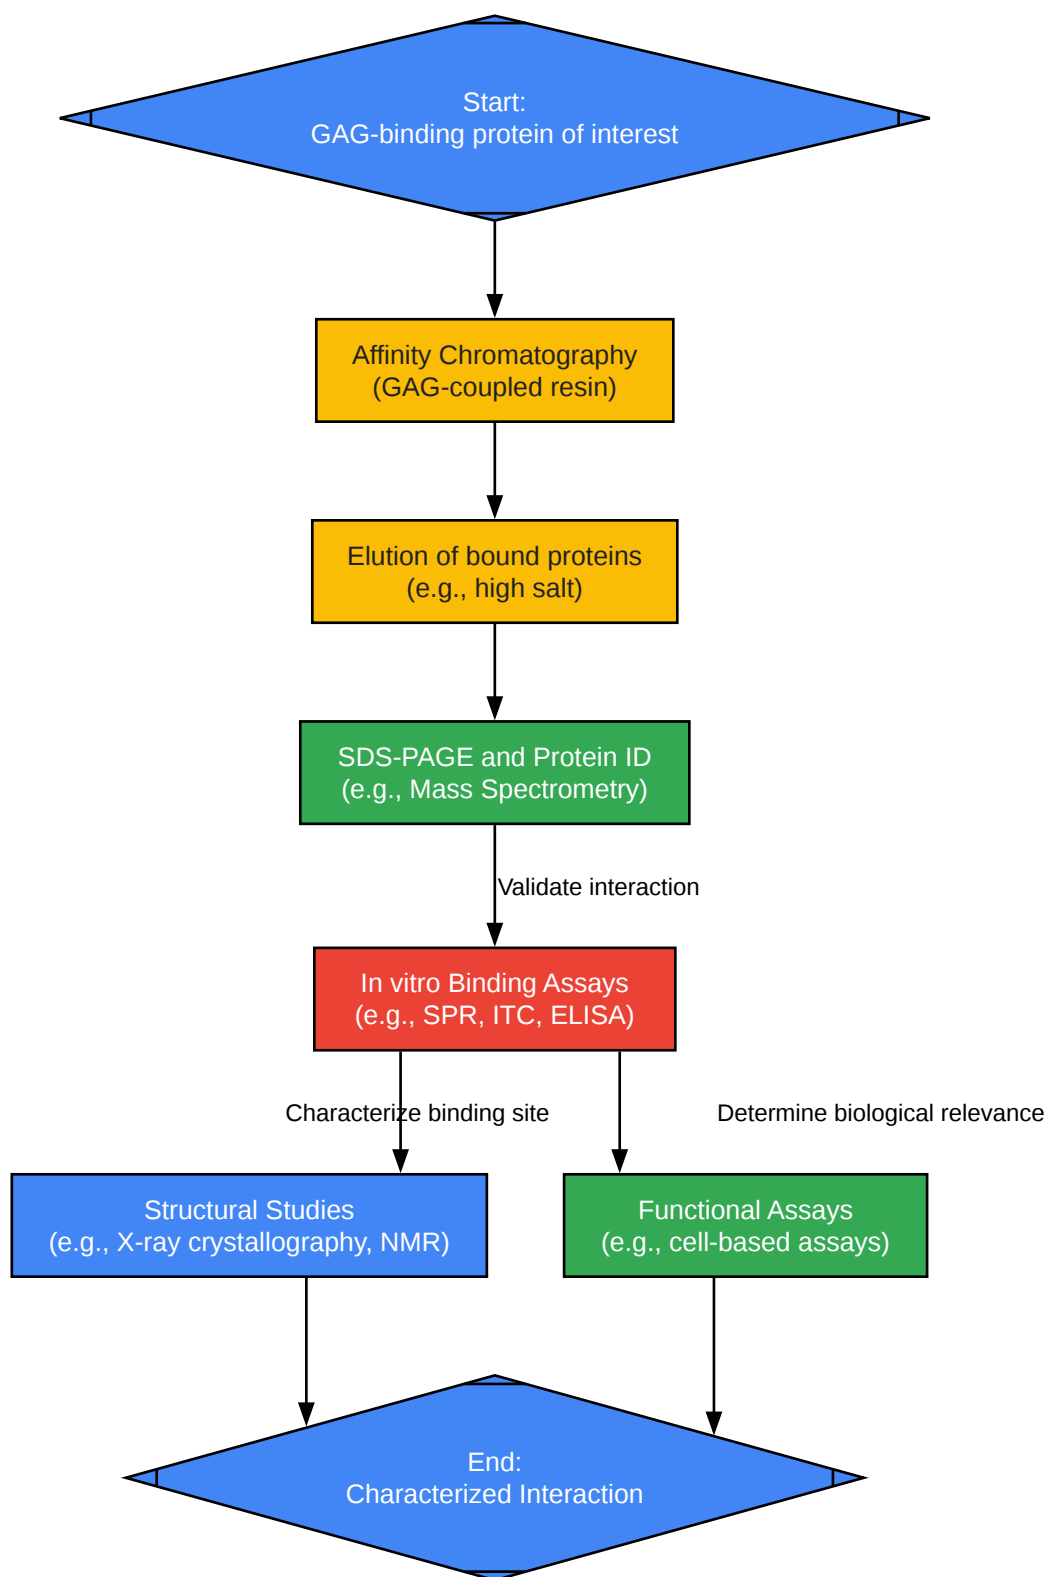 Start:
GAG-binding protein of interest
Affinity Chromatography
(GAG-coupled resin)
Elution of bound proteins
(e.g., high salt)
SDS-PAGE and Protein ID
(e.g., Mass Spectrometry)
Validate interaction
In vitro Binding Assays
(e.g., SPR, ITC, ELISA)
Characterize binding site
Determine biological relevance
Structural Studies
(e.g., X-ray crystallography, NMR)
Functional Assays
(e.g., cell-based assays)
End:
Characterized Interaction